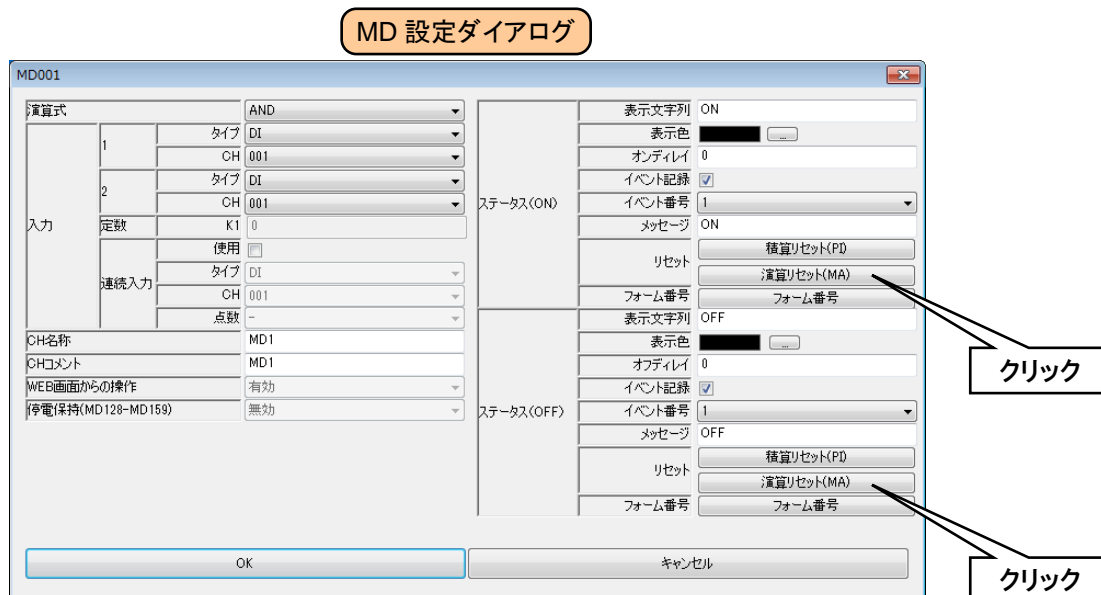 MD 設定ダイアログ
MD001
演算式 AND
入力
1 タイプ DI
CH 001
2 タイプ DI
CH 001
定数 K1 0
連続入力 使用
タイプ DI
CH 001
点数 -
CH名称 MD1
CHコメント MD1
WEB画面からの操作 有効
停電保持(MD128-MD159) 無効
ステータス(ON)
表示文字列 ON
表示色 ...
オンディレイ 0
イベント記録
イベント番号 1
メッセージ ON
リセット 積算リセット(PI)
演算リセット(MA)
フォーム番号 フォーム番号
クリック
ステータス(OFF)
表示文字列 OFF
表示色 ...
オフディレイ 0
イベント記録
イベント番号 1
メッセージ OFF
リセット 積算リセット(PI)
演算リセット(MA)
フォーム番号 フォーム番号
クリック
OK キャンセル